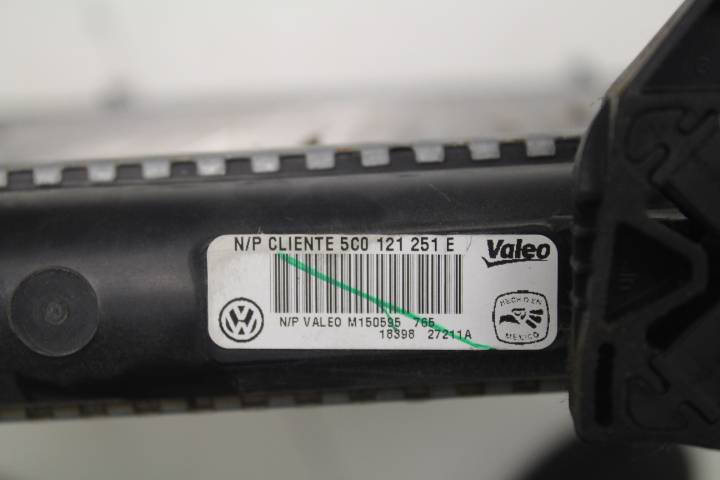 N/P CLIENTE 5C0 121 251 E
Valeo
HECHO EN
MEXICO
N/P VALEO M150595 765
18398 27211A